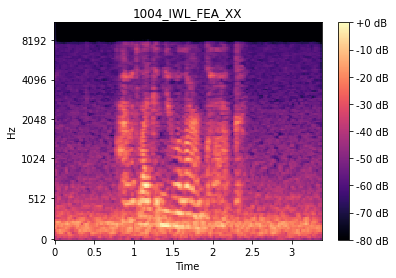 1004_IWL_FEA_XX
8192
4096
2048
1024
512
0
Hz
0 0.5 1 1.5 2 2.5 3
Time
+0 dB
-10 dB
-20 dB
-30 dB
-40 dB
-50 dB
-60 dB
-70 dB
-80 dB